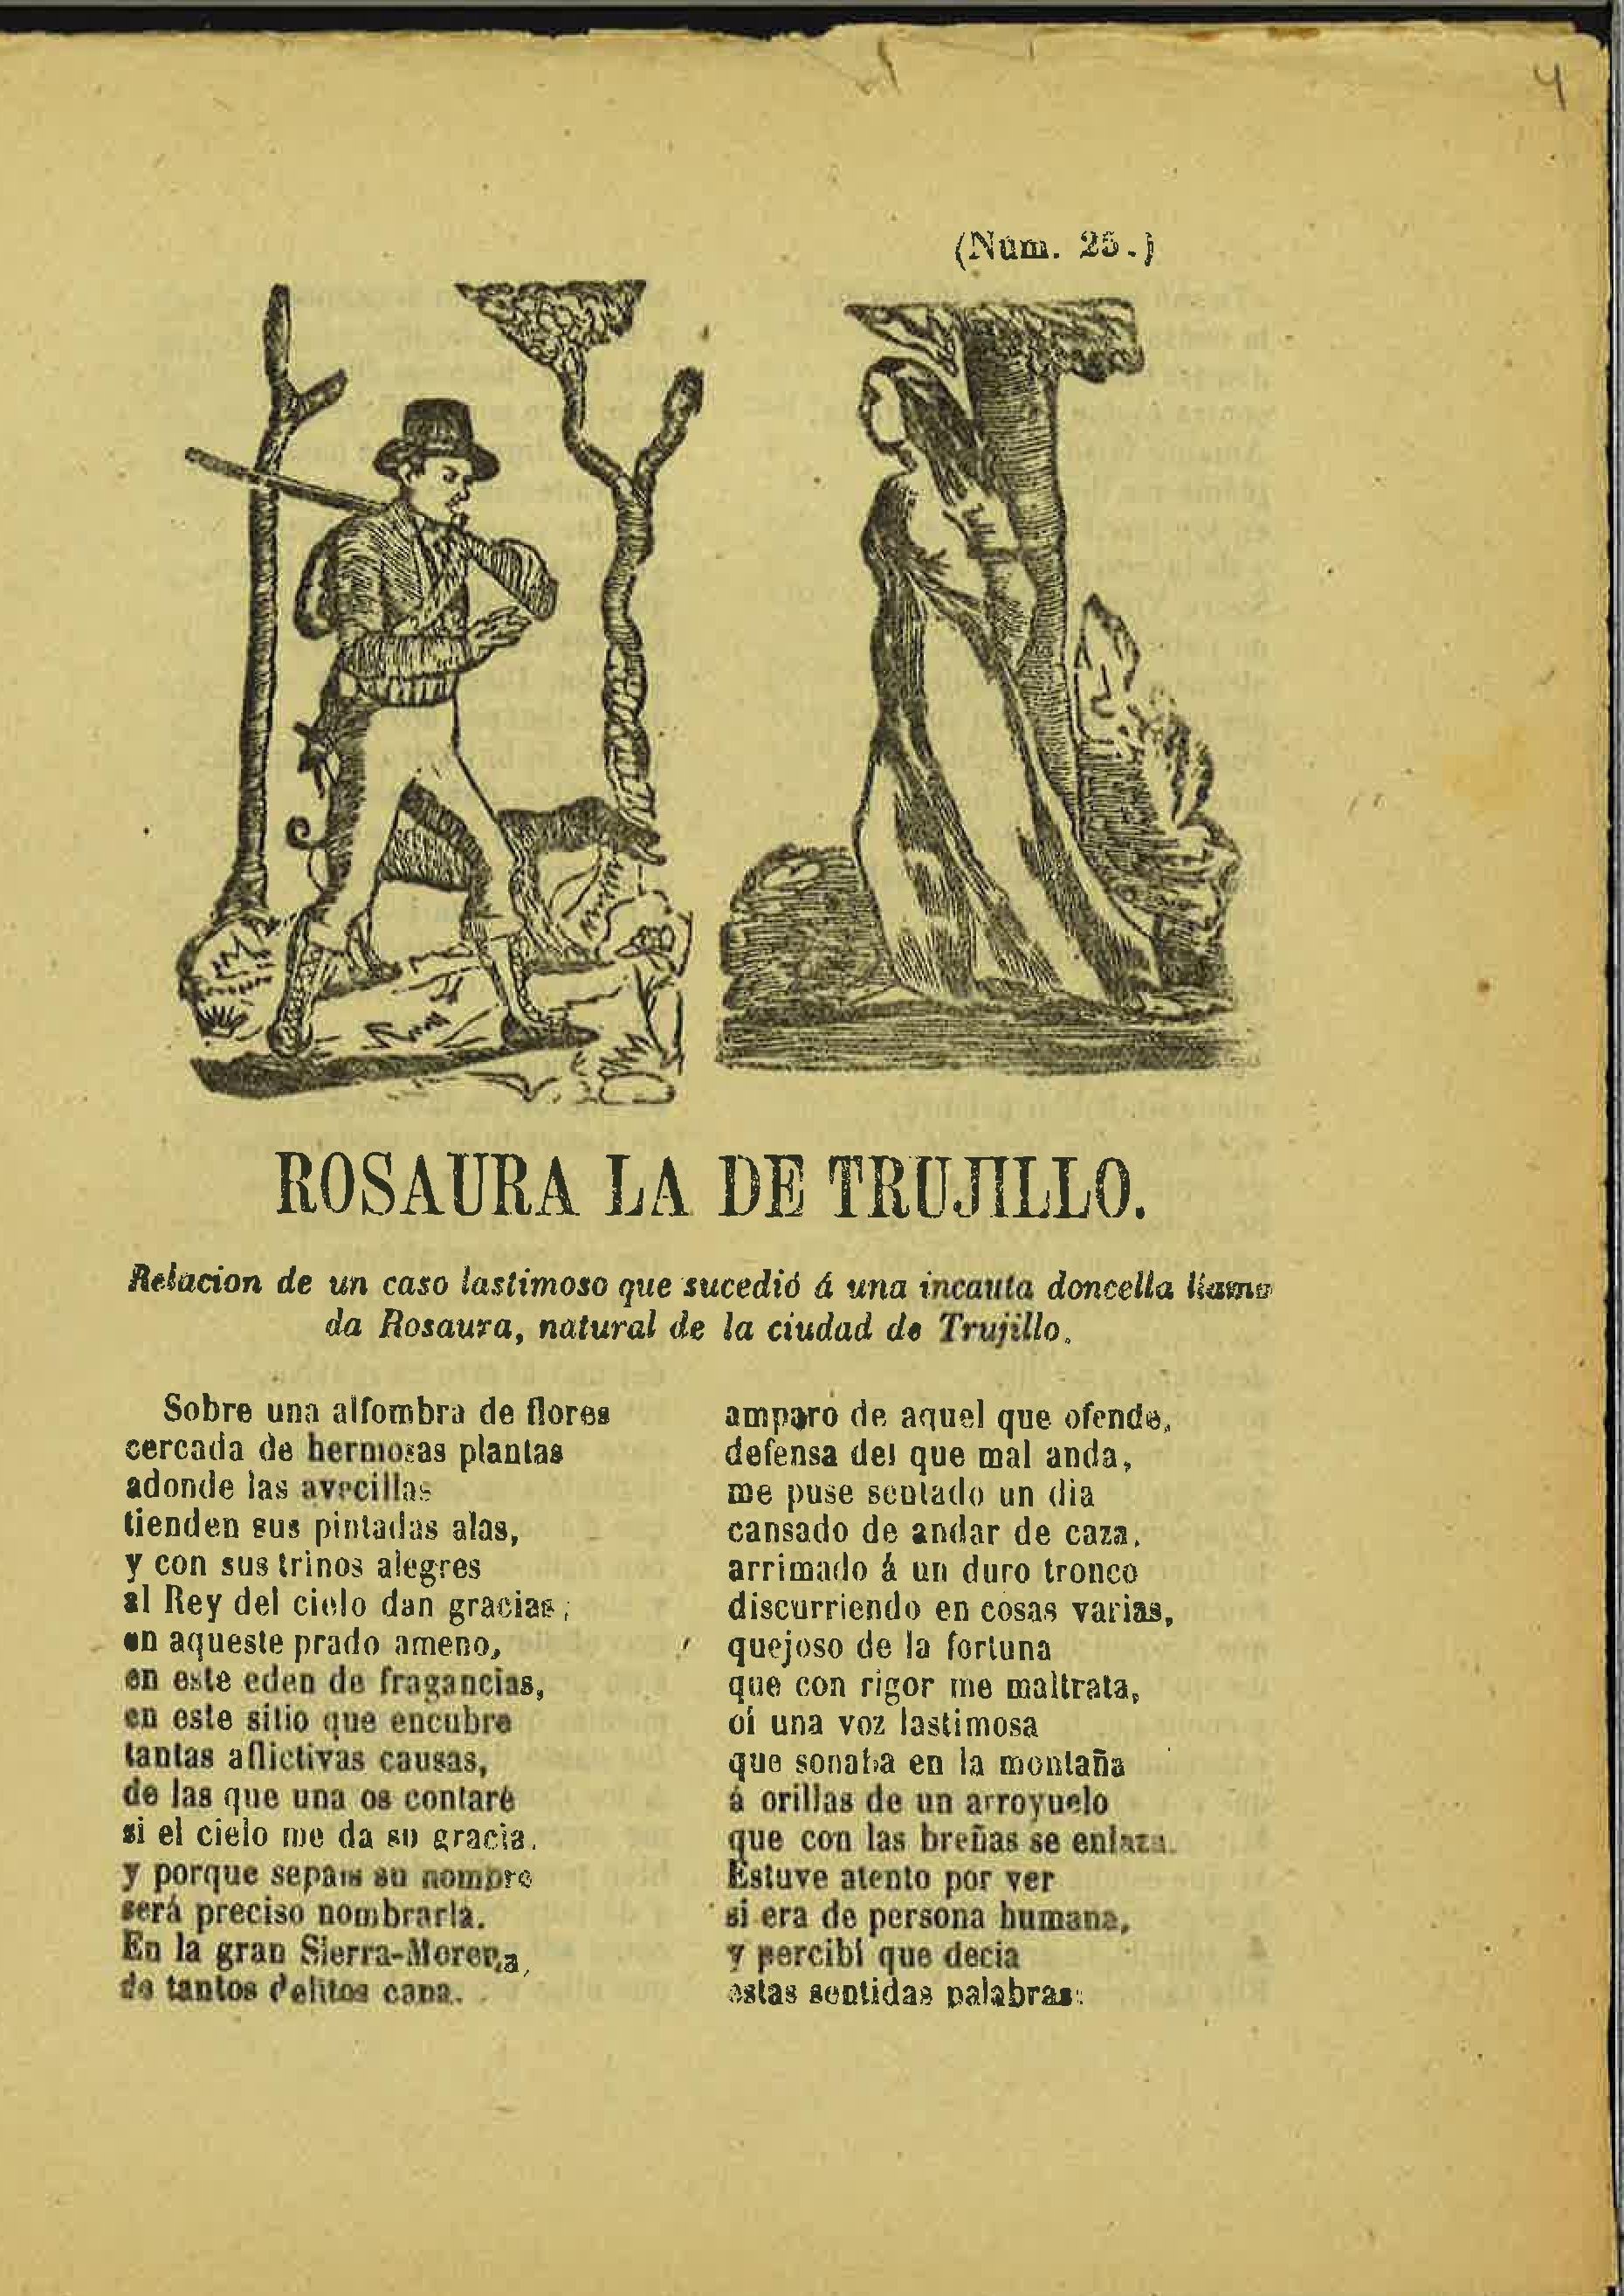 4
(Num. 25.)
ROSAURA LA DE TRUJILLO.
Relacion de un caso lastimoso que sucedió á una incauta doncella llama
da Rosaura, natural de la ciudad de Trujillo.
Sobre una alfombra de flores
cercada de hermosas plantas
adonde las avecillas
tienden sus pintadas alas,
y con sus trinos alegres
al Rey del cielo dan gracias;
en aqueste prado ameno,
en este eden de fragancias,
en este sitio que encubre
tantas aflictivas causas,
de las que una os contaré
si el cielo me da su gracia.
y porque sepais su nombre
será preciso nombrarla.
En la gran Sierra-Morena,
de tantos delitos capa.
amparo de aquel que ofende,
defensa del que mal anda,
me puse sentado un dia
cansado de andar de caza,
arrimado á un duro tronco
discurriendo en cosas varias,
quejoso de la fortuna
que con rigor me maltrata,
oí una voz lastimosa
que sonaba en la montaña
á orillas de un arroyuelo
que con las breñas se enlaza.
Estuve atento por ver
si era de persona humana,
y percibí que decia
estas sentidas palabras: